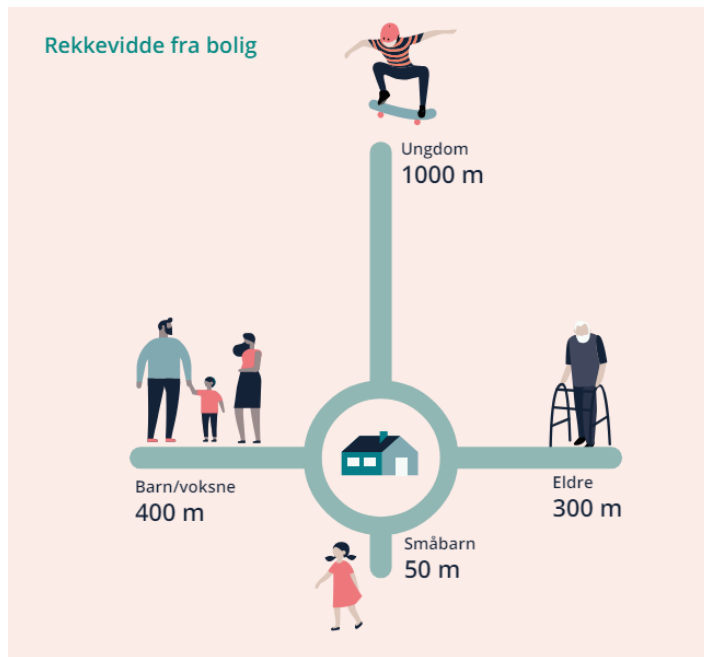 Rekkevidde fra bolig
Ungdom
1000 m
Barn/voksne
400 m
Eldre
300 m
Småbarn
50 m